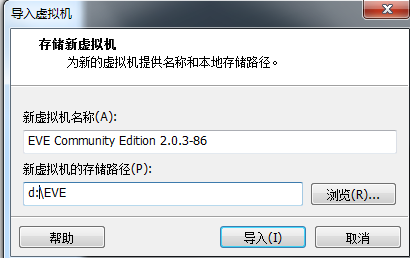 导入虚拟机
存储新虚拟机
为新的虚拟机提供名称和本地存储路径。
新虚拟机名称(A):
EVE Community Edition 2.0.3-86
新虚拟机的存储路径(P):
d:\EVE
浏览(R)...
帮助
导入(I)
取消